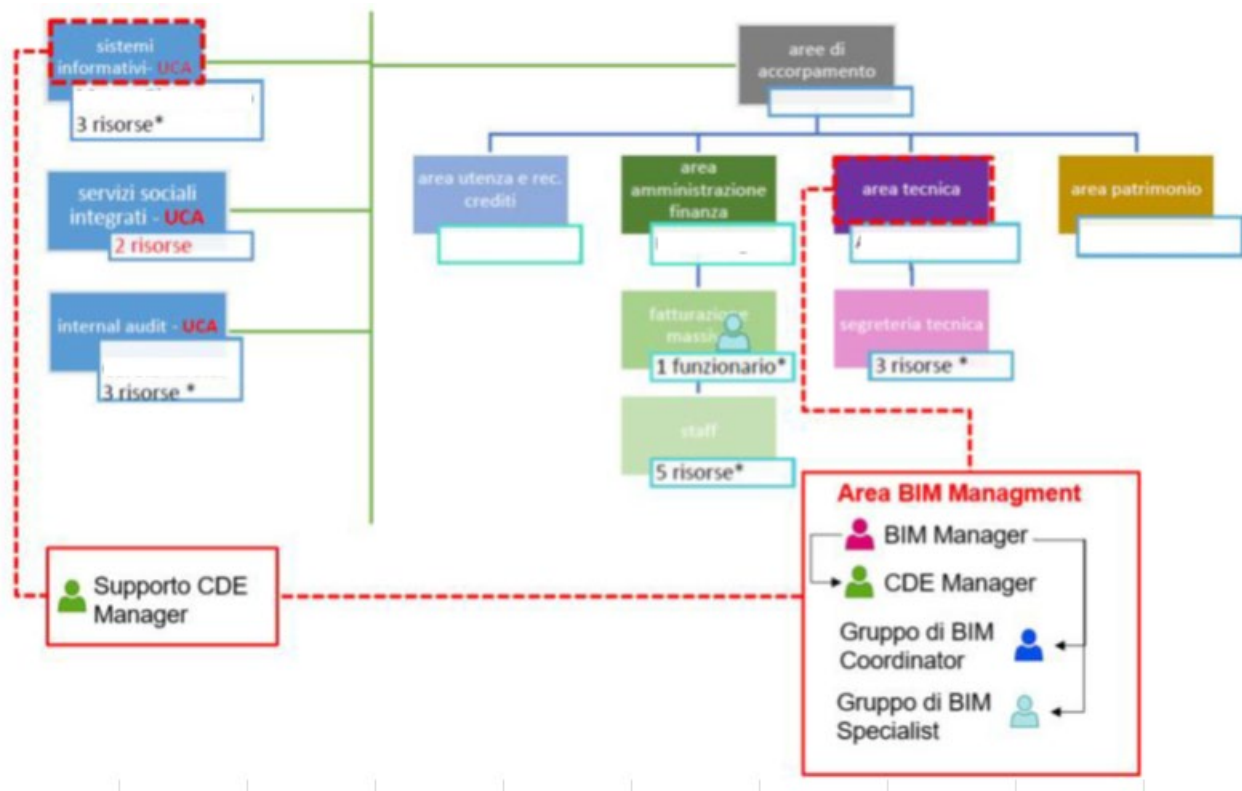 sistemi
informativi- UCA
3 risorse*
servizi sociali
integrati - UCA
2 risorse
internal audit - UCA
3 risorse *
aree di
accorpamento
area utenza e rec.
crediti
area
amministrazione
finanza
area tecnica
area patrimonio
fatturazione
1 funzionario*
segreteria tecnica
3 risorse *
staff
5 risorse*
Supporto CDE
Manager
Area BIM Managment
BIM Manager
CDE Manager
Gruppo di BIM
Coordinator
Gruppo di BIM
Specialist